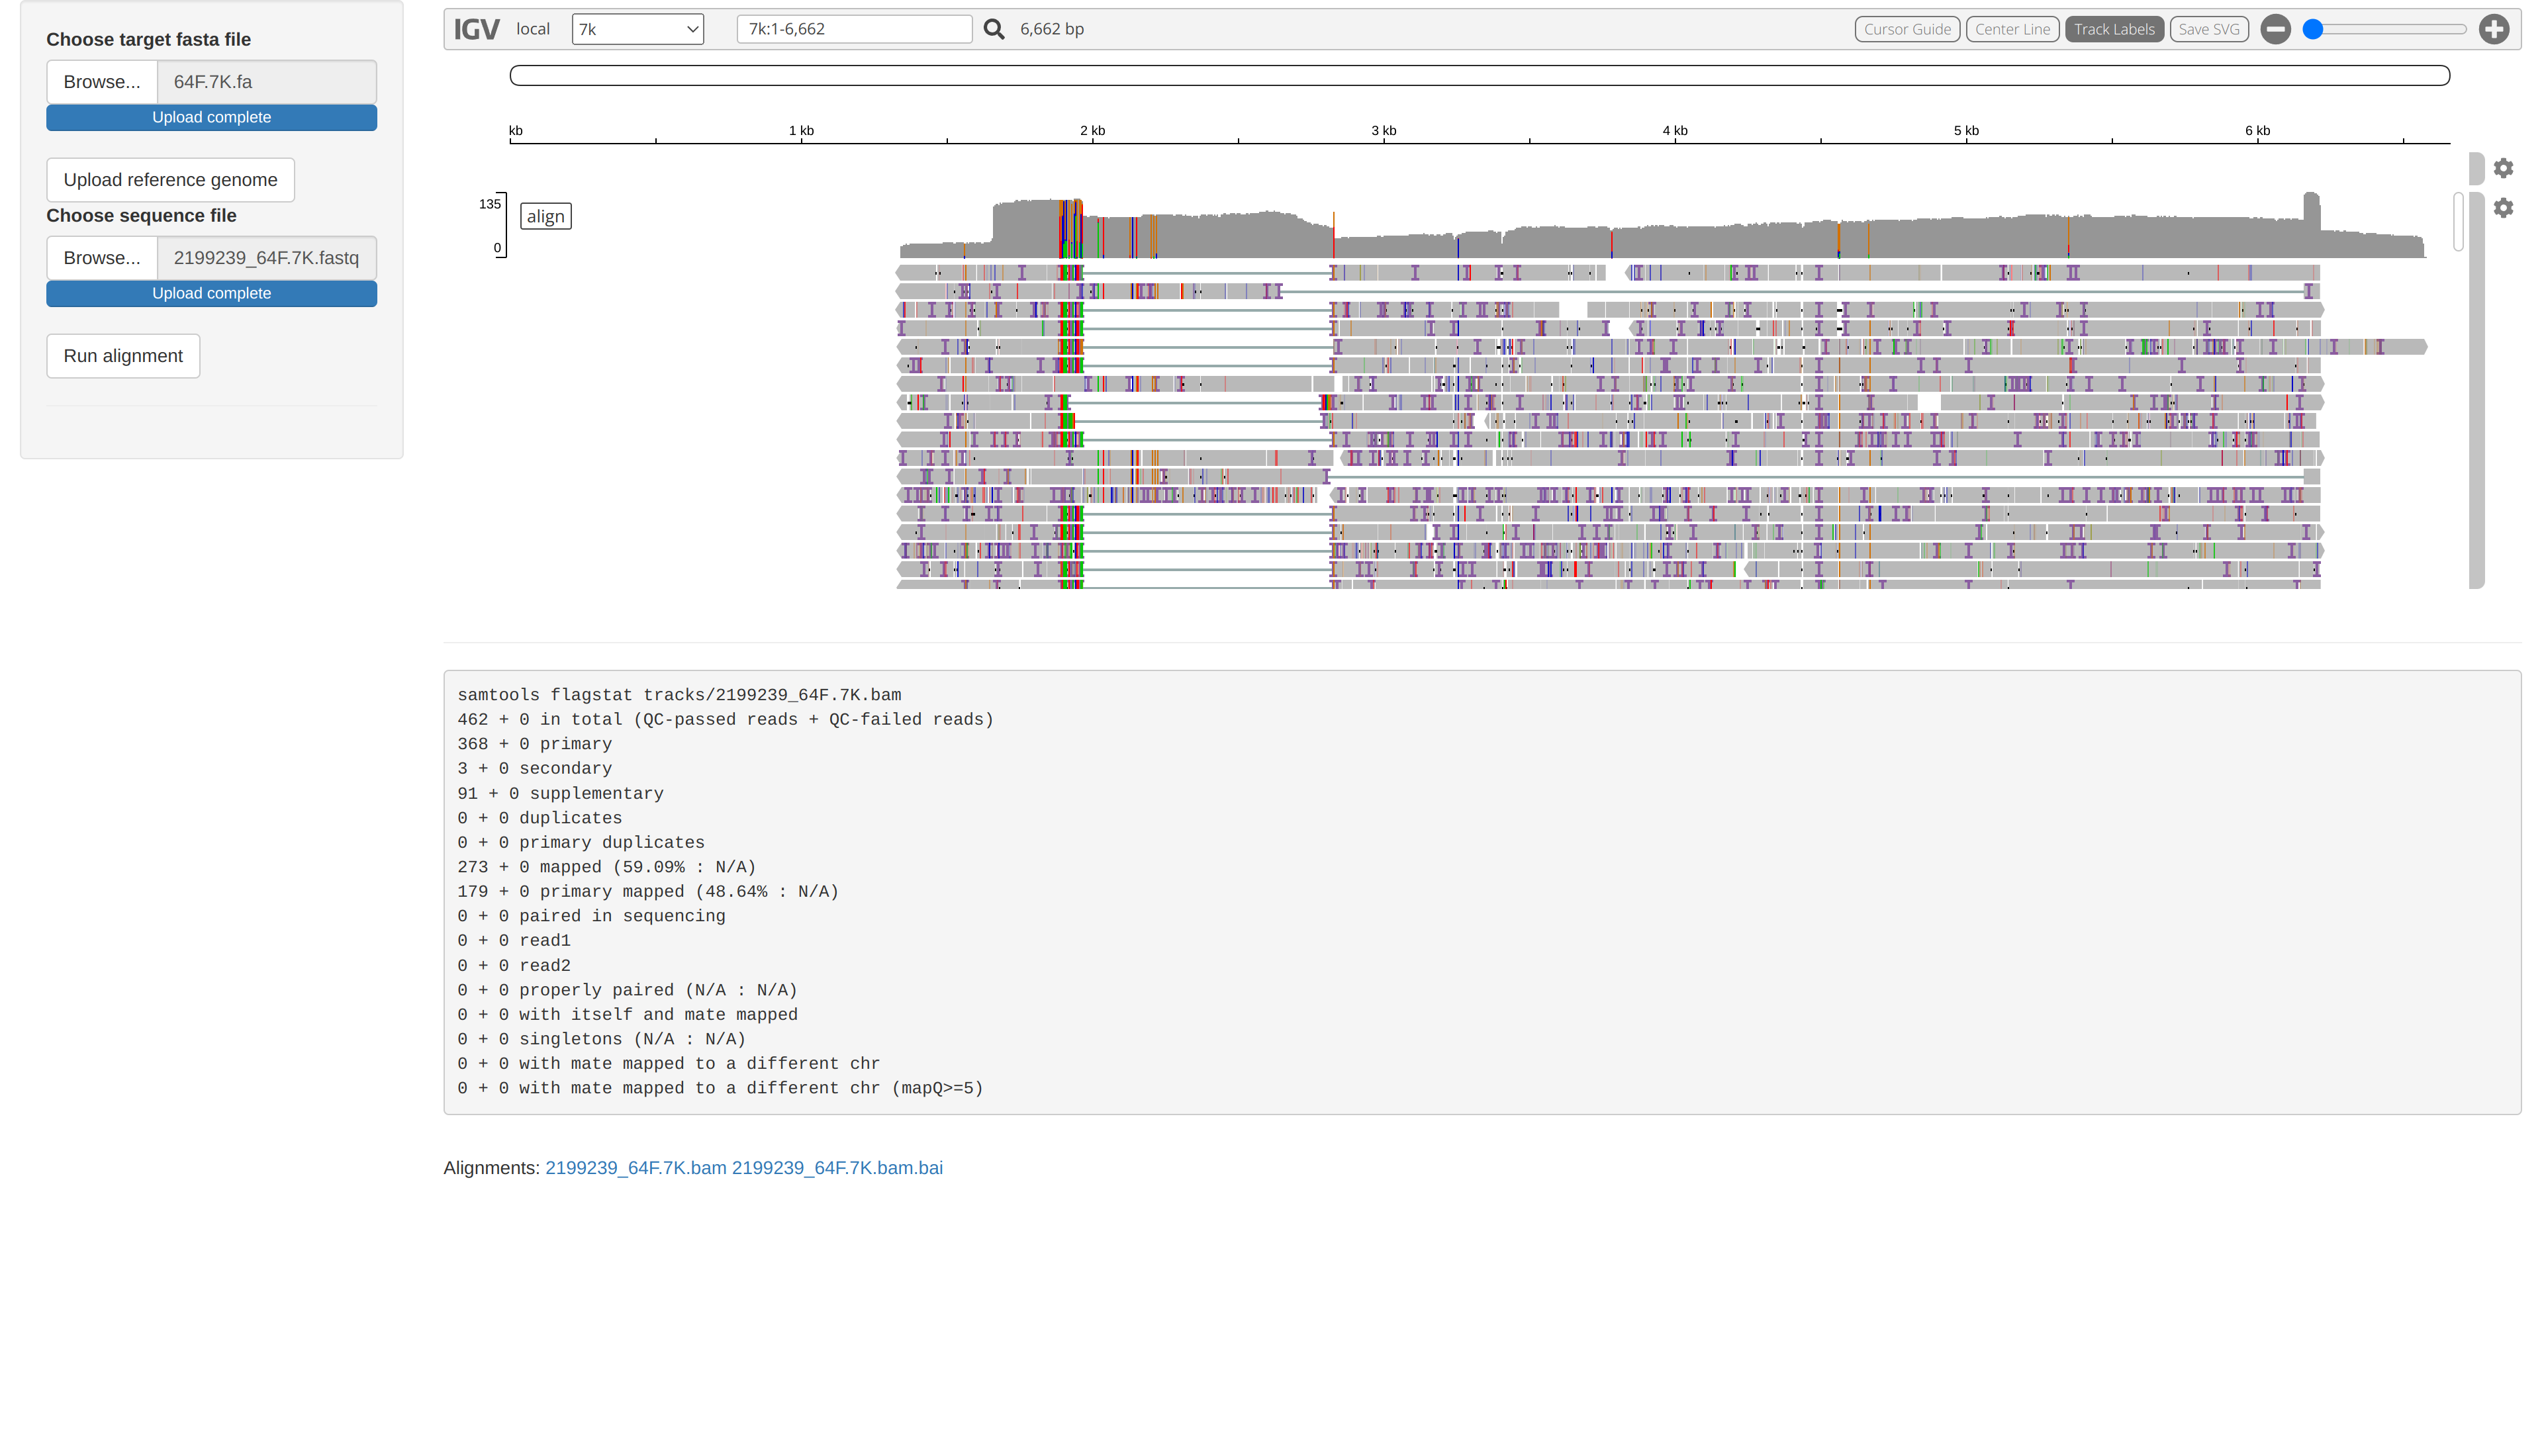 Choose target fasta file
Browse... 64F.7K.fa
Upload complete
Upload reference genome
Choose sequence file
Browse... 2199239_64F.7K.fastq
Upload complete
Run alignment
IGV local 7k 7k:1-6,662 6,662 bp Cursor Guide Center Line Track Labels Save SVG
kb 1 kb 2 kb 3 kb 4 kb 5 kb 6 kb
135
align
0
samtools flagstat tracks/2199239_64F.7K.bam
462 + 0 in total (QC-passed reads + QC-failed reads)
368 + 0 primary
3 + 0 secondary
91 + 0 supplementary
0 + 0 duplicates
0 + 0 primary duplicates
273 + 0 mapped (59.09% : N/A)
179 + 0 primary mapped (48.64% : N/A)
0 + 0 paired in sequencing
0 + 0 read1
0 + 0 read2
0 + 0 properly paired (N/A : N/A)
0 + 0 with itself and mate mapped
0 + 0 singletons (N/A : N/A)
0 + 0 with mate mapped to a different chr
0 + 0 with mate mapped to a different chr (mapQ>=5)
Alignments: 2199239_64F.7K.bam 2199239_64F.7K.bam.bai